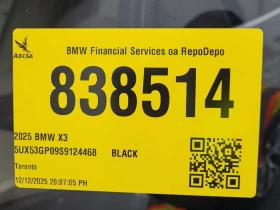 ADESA
BMW Financial Services oa RepoDepo
838514
2025 BMW X3
5UX53GP09S9124468 BLACK
Toronto
12/12/2025 20:07:05 PH